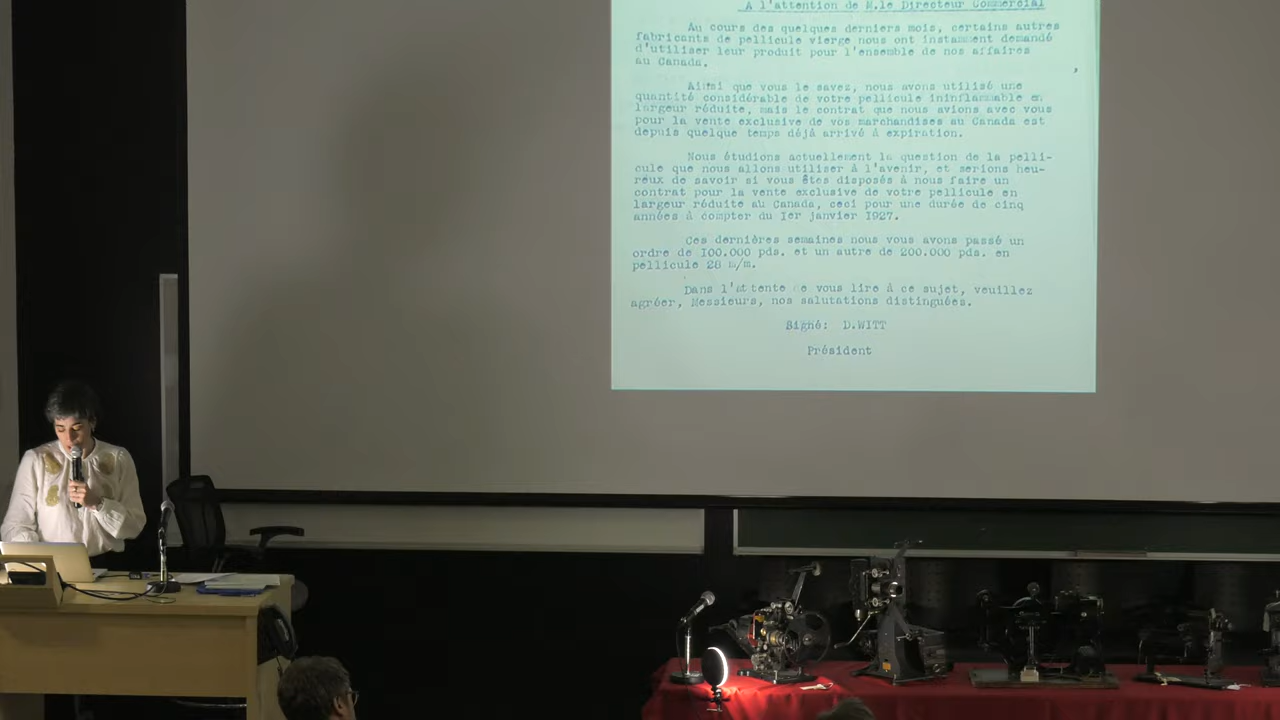 A l'attention de M.le Directeur Commercial
Au cours des quelques derniers mois, certains autres
fabricants de pellicule vierge nous ont instamment demandé
d'utiliser leur produit pour l'ensemble de nos affaires
au Canada.
Ainsi que vous le savez, nous avons utilisé une
quantité considérable de votre pellicule ininflammable en
largeur réduite, mais le contrat que nous avions avec vous
pour la vente exclusive de vos marchandises au Canada est
depuis quelque temps déjà arrivé à expiration.
Nous étudions actuellement la question de la pelli-
cule que nous allons utiliser à l'avenir, et serions heu-
reux de savoir si vous êtes disposés à nous faire un
contrat pour la vente exclusive de votre pellicule en
largeur réduite au Canada, ceci pour une durée de cinq
années à compter du Ier janvier 1927.
Ces dernières semaines nous vous avons passé un
ordre de I00.000 pds. et un autre de 200.000 pds. en
pellicule 28 m/m.
Dans l'attente de vous lire à ce sujet, veuillez
agréer, Messieurs, nos salutations distinguées.
Signé: D.WITT
Président